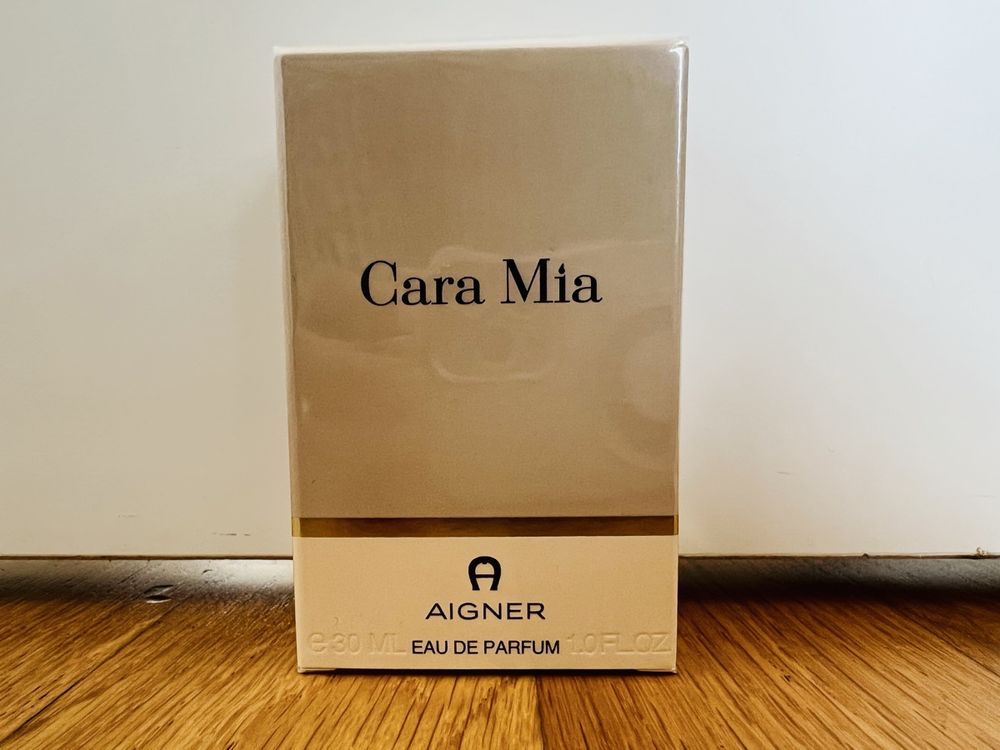 Cara Mia
AIGNER
℮ 30 ML EAU DE PARFUM 1.0 FL.OZ